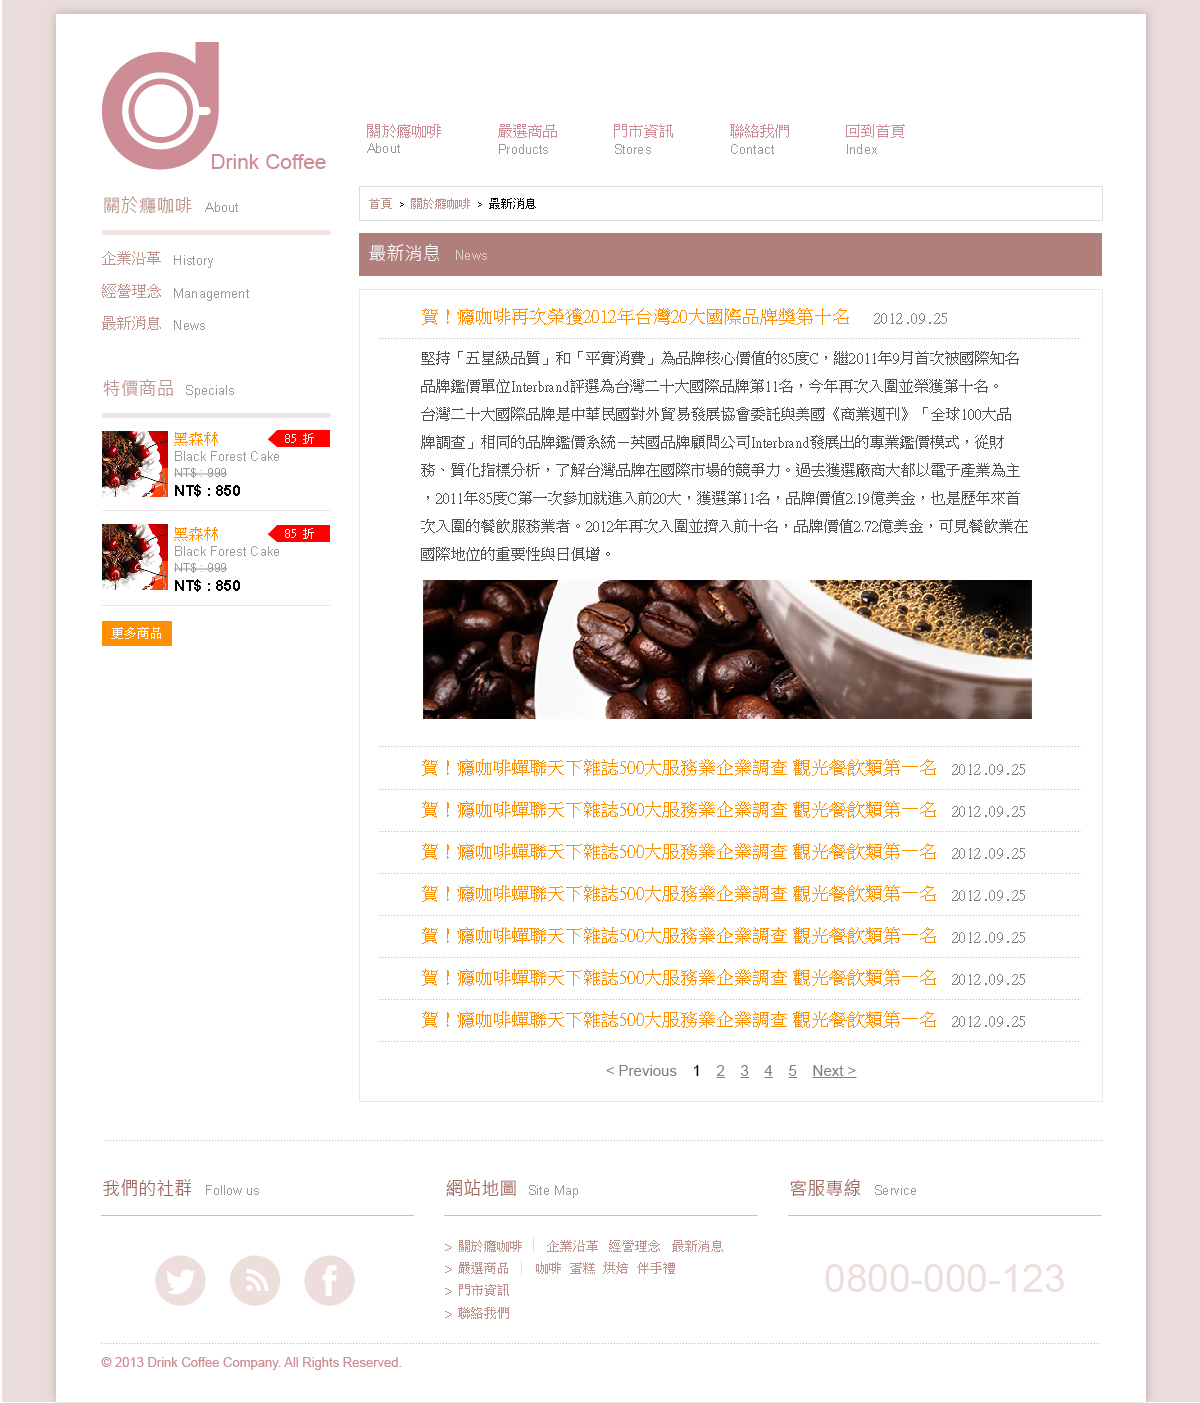 Drink Coffee
關於癮咖啡 About
嚴選商品 Products
門市資訊 Stores
聯絡我們 Contact
回到首頁 Index
關於癮咖啡 About
企業沿革 History
經營理念 Management
最新消息 News
特價商品 Specials
黑森林 85 折
Black Forest Cake
NT$ : 999
NT$ : 850
黑森林 85 折
Black Forest Cake
NT$ : 999
NT$ : 850
更多商品
首頁 > 關於癮咖啡 > 最新消息
最新消息 News
賀！癮咖啡再次榮獲2012年台灣20大國際品牌獎第十名 2012.09.25
堅持「五星級品質」和「平實消費」為品牌核心價值的85度C，繼2011年9月首次被國際知名
品牌鑑價單位Interbrand評選為台灣二十大國際品牌第11名，今年再次入圍並榮獲第十名。
台灣二十大國際品牌是中華民國對外貿易發展協會委託與美國《商業週刊》「全球100大品
牌調查」相同的品牌鑑價系統－英國品牌顧問公司Interbrand發展出的專業鑑價模式，從財
務、質化指標分析，了解台灣品牌在國際市場的競爭力。過去獲選廠商大都以電子產業為主
，2011年85度C第一次參加就進入前20大，獲選第11名，品牌價值2.19億美金，也是歷年來首
次入圍的餐飲服務業者。2012年再次入圍並擠入前十名，品牌價值2.72億美金，可見餐飲業在
國際地位的重要性與日俱增。
賀！癮咖啡蟬聯天下雜誌500大服務業企業調查 觀光餐飲類第一名 2012.09.25
賀！癮咖啡蟬聯天下雜誌500大服務業企業調查 觀光餐飲類第一名 2012.09.25
賀！癮咖啡蟬聯天下雜誌500大服務業企業調查 觀光餐飲類第一名 2012.09.25
賀！癮咖啡蟬聯天下雜誌500大服務業企業調查 觀光餐飲類第一名 2012.09.25
賀！癮咖啡蟬聯天下雜誌500大服務業企業調查 觀光餐飲類第一名 2012.09.25
賀！癮咖啡蟬聯天下雜誌500大服務業企業調查 觀光餐飲類第一名 2012.09.25
賀！癮咖啡蟬聯天下雜誌500大服務業企業調查 觀光餐飲類第一名 2012.09.25
< Previous 1 2 3 4 5 Next >
我們的社群 Follow us
網站地圖 Site Map
> 關於癮咖啡 | 企業沿革 經營理念 最新消息
> 嚴選商品 | 咖啡 蛋糕 烘焙 伴手禮
> 門市資訊
> 聯絡我們
客服專線 Service
0800-000-123
© 2013 Drink Coffee Company. All Rights Reserved.